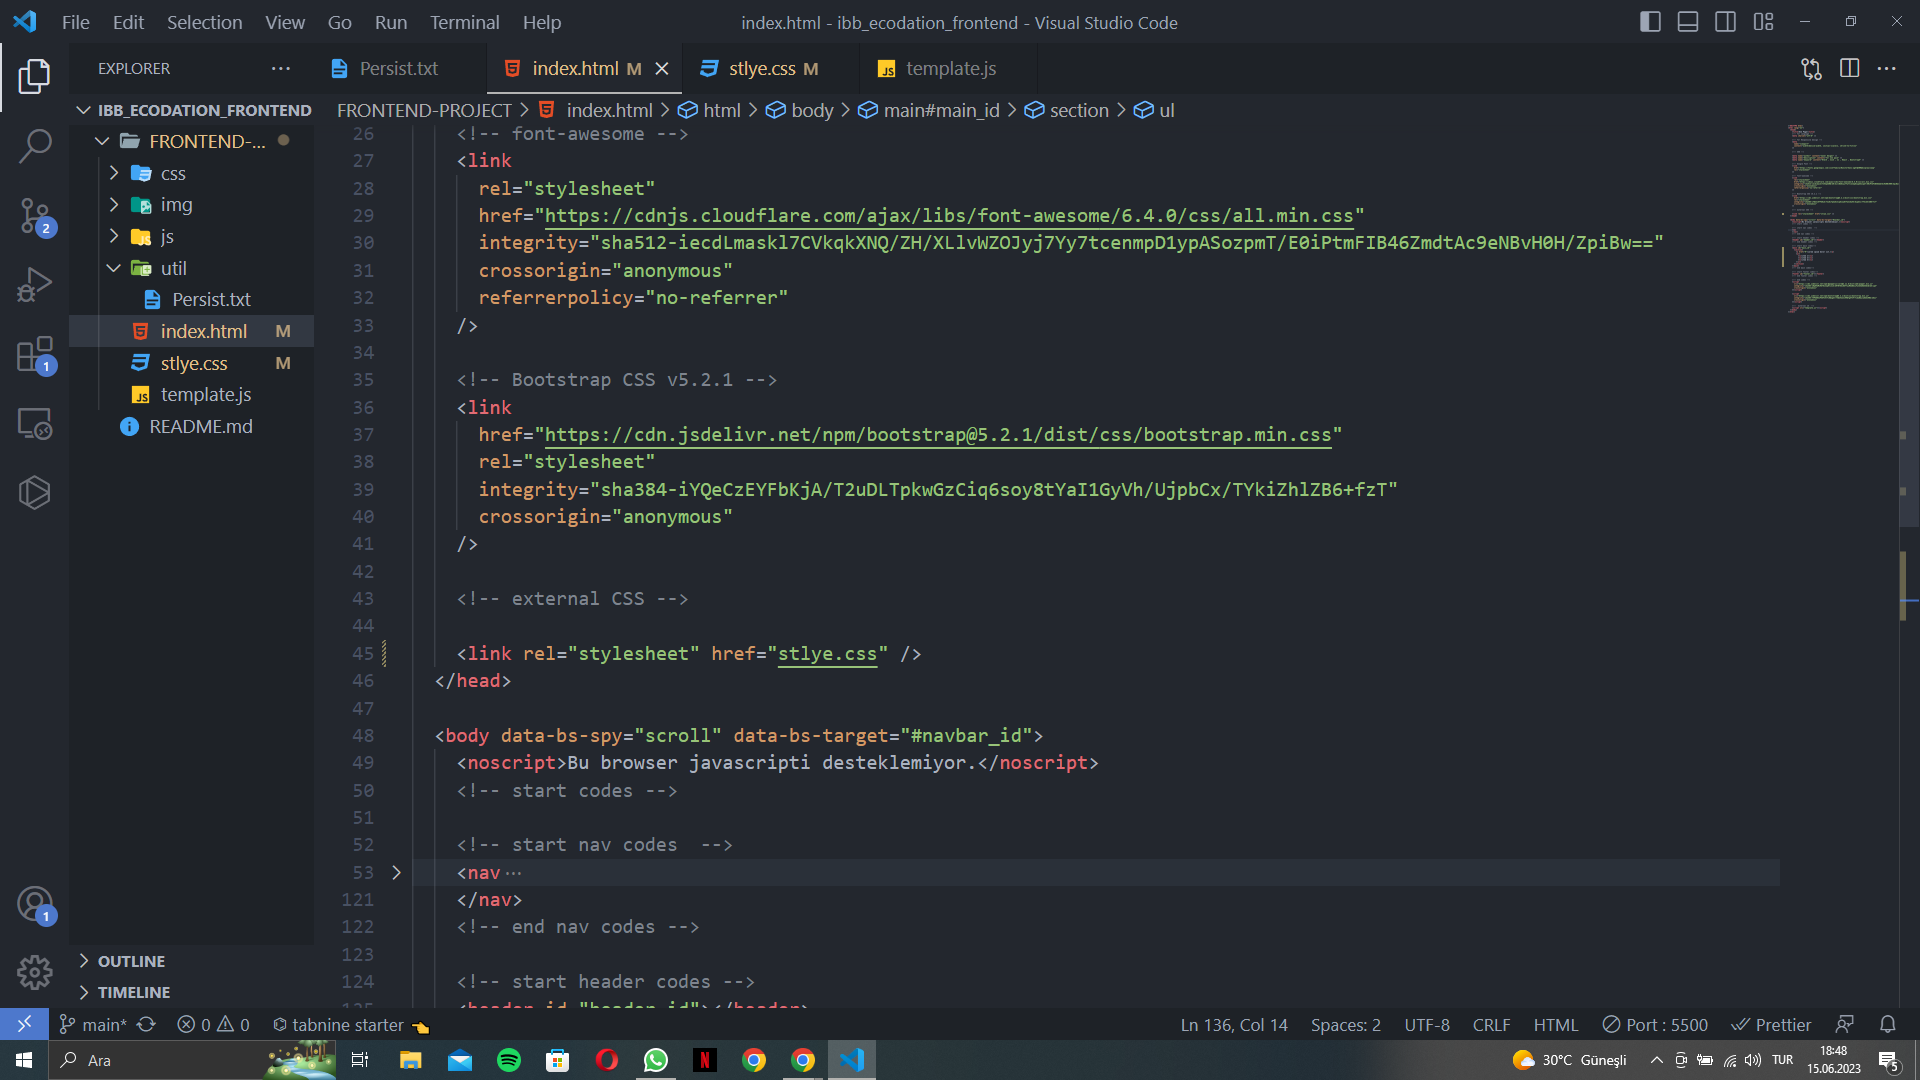 File Edit Selection View Go Run Terminal Help
index.html - ibb_ecodation_frontend - Visual Studio Code
EXPLORER
Persist.txt
index.html M
stlye.css M
template.js
IBB_ECODATION_FRONTEND
FRONTEND-PROJECT > index.html > html > body > main#main_id > section > ul
FRONTEND-...
css
img
js
util
Persist.txt
index.html M
stlye.css M
template.js
README.md
2
1
1
26 <!-- font-awesome -->
27 <link
28 rel="stylesheet"
29 href="https://cdnjs.cloudflare.com/ajax/libs/font-awesome/6.4.0/css/all.min.css"
30 integrity="sha512-iecdLmaskl7CVkqkXNQ/ZH/XLlvWZOJyj7Yy7tcenmpD1ypASozpmT/E0iPtmFIB46ZmdtAc9eNBvH0H/ZpiBw=="
31 crossorigin="anonymous"
32 referrerpolicy="no-referrer"
33 />
34
35 <!-- Bootstrap CSS v5.2.1 -->
36 <link
37 href="https://cdn.jsdelivr.net/npm/bootstrap@5.2.1/dist/css/bootstrap.min.css"
38 rel="stylesheet"
39 integrity="sha384-iYQeCzEYFbKjA/T2uDLTpkwGzCiq6soy8tYaI1GyVh/UjpbCx/TYkiZhlZB6+fzT"
40 crossorigin="anonymous"
41 />
42
43 <!-- external CSS -->
44
45 <link rel="stylesheet" href="stlye.css" />
46 </head>
47
48 <body data-bs-spy="scroll" data-bs-target="#navbar_id">
49 <noscript>Bu browser javascripti desteklemiyor.</noscript>
50 <!-- start codes -->
51
52 <!-- start nav codes  -->
53 <nav ···
121 </nav>
122 <!-- end nav codes -->
123
124 <!-- start header codes -->
125 <header id="header_id"></header>
OUTLINE
TIMELINE
main* 0 0 tabnine starter
Ln 136, Col 14 Spaces: 2 UTF-8 CRLF HTML Port : 5500 Prettier
Ara
30°C Güneşli
TUR
18:48
15.06.2023
5